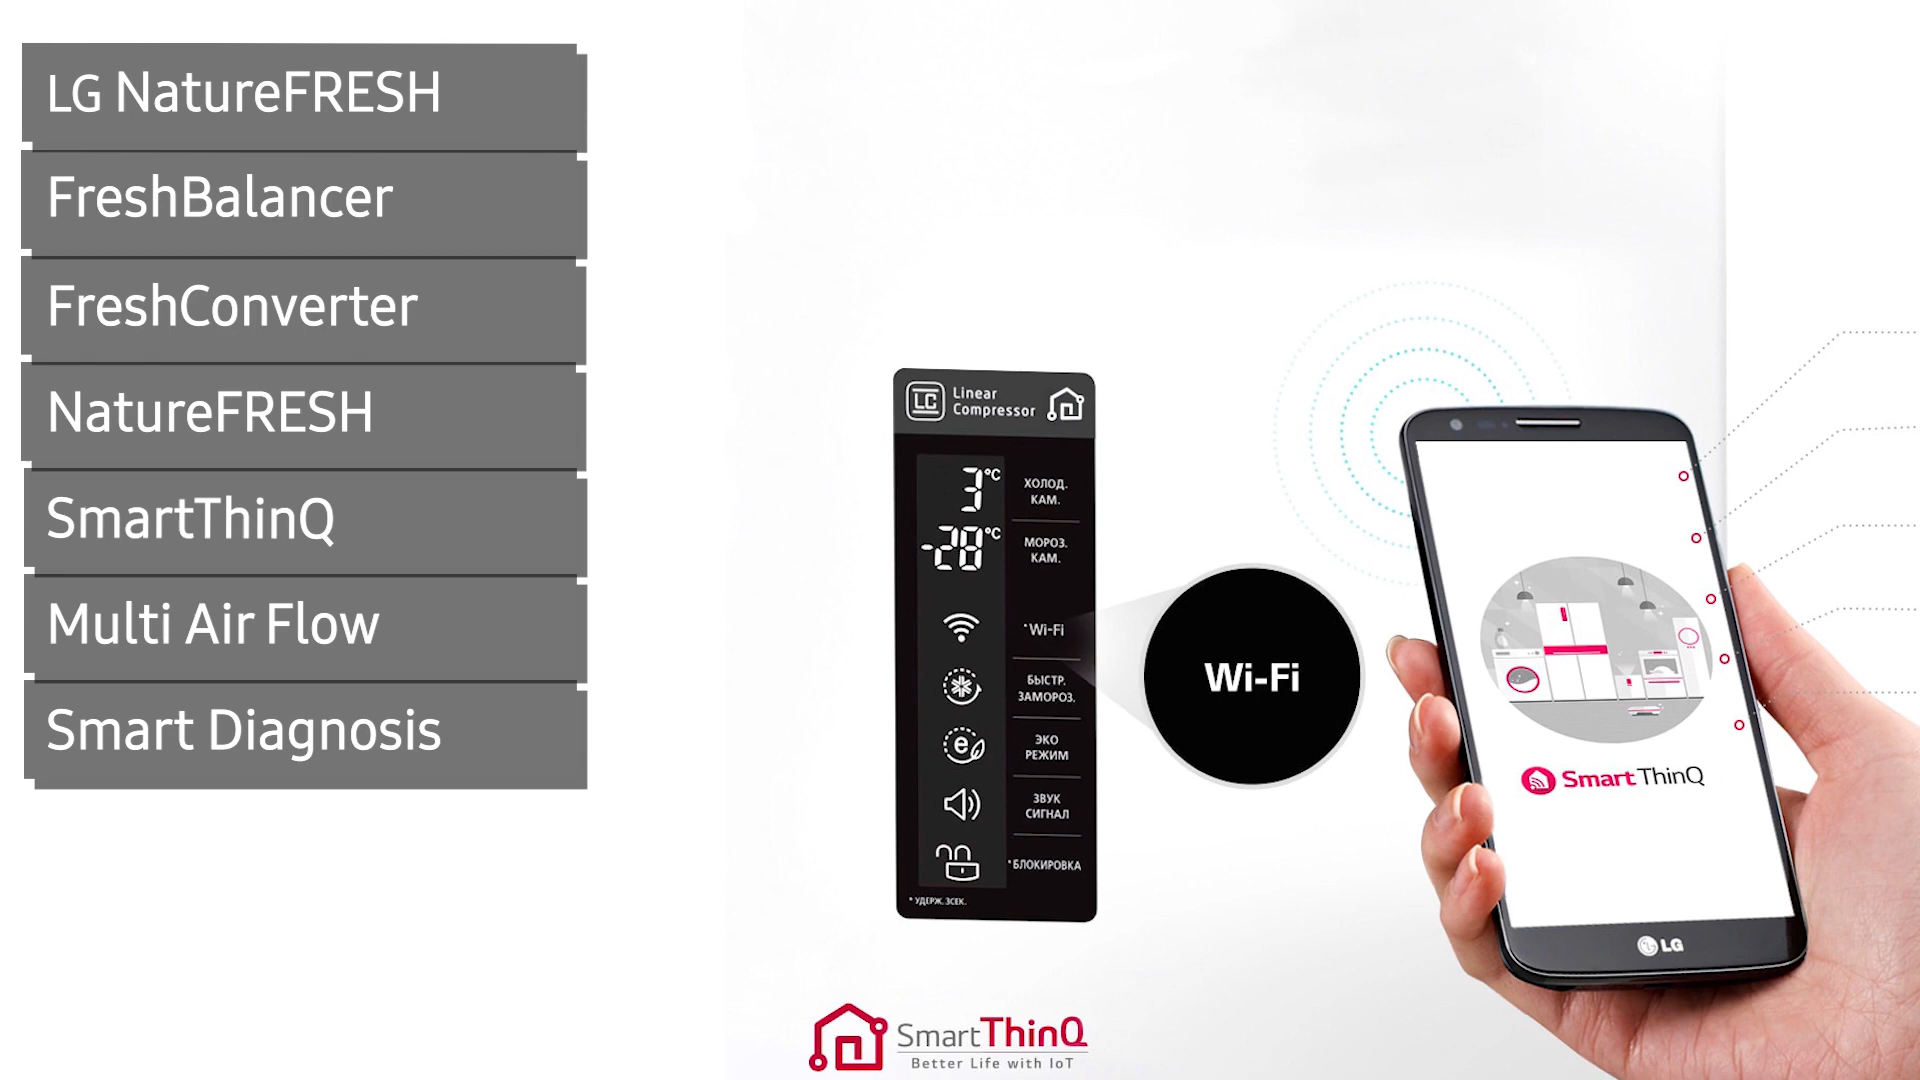 LG NatureFRESH
FreshBalancer
FreshConverter
NatureFRESH
SmartThinQ
Multi Air Flow
Smart Diagnosis
LC
Linear
Compressor
3°C
ХОЛОД.
КАМ.
-28°C
МОРОЗ.
КАМ.
*Wi-Fi
БЫСТР.
ЗАМОРОЗ.
ЭКО
РЕЖИМ
ЗВУК
СИГНАЛ
*БЛОКИРОВКА
* УДЕРЖ. 3СЕК.
Wi-Fi
SmartThinQ
LG
SmartThinQ
Better Life with IoT